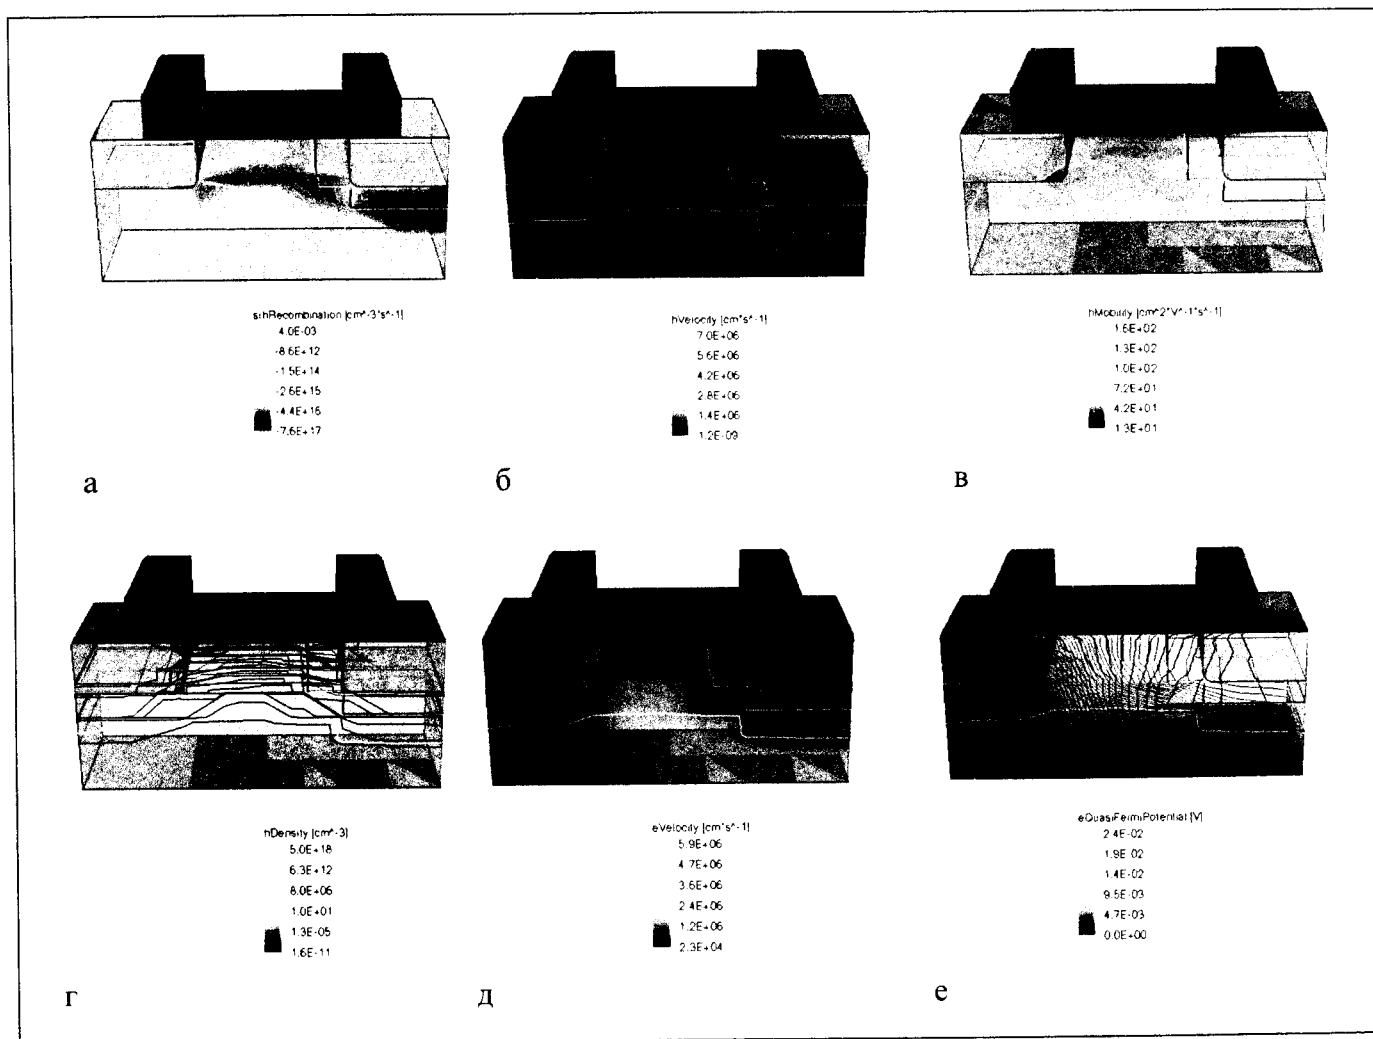 srhRecombination [cm^-3*s^-1]
4.0E-03
-8.6E+12
-1.5E+14
-2.6E+15
-4.4E+16
-7.6E+17
а
hVelocity [cm*s^-1]
7.0E+06
5.6E+06
4.2E+06
2.8E+06
1.4E+06
1.2E-09
б
hMobility [cm^2*V^-1*s^-1]
1.6E+02
1.3E+02
1.0E+02
7.2E+01
4.2E+01
1.3E+01
в
hDensity [cm^-3]
5.0E+18
6.3E+12
8.0E+06
1.0E+01
1.3E-05
1.6E-11
г
eVelocity [cm*s^-1]
5.9E+06
4.7E+06
3.6E+06
2.4E+06
1.2E+06
2.3E+04
д
eQuasiFermiPotential [V]
2.4E-02
1.9E-02
1.4E-02
9.5E-03
4.7E-03
0.0E+00
е